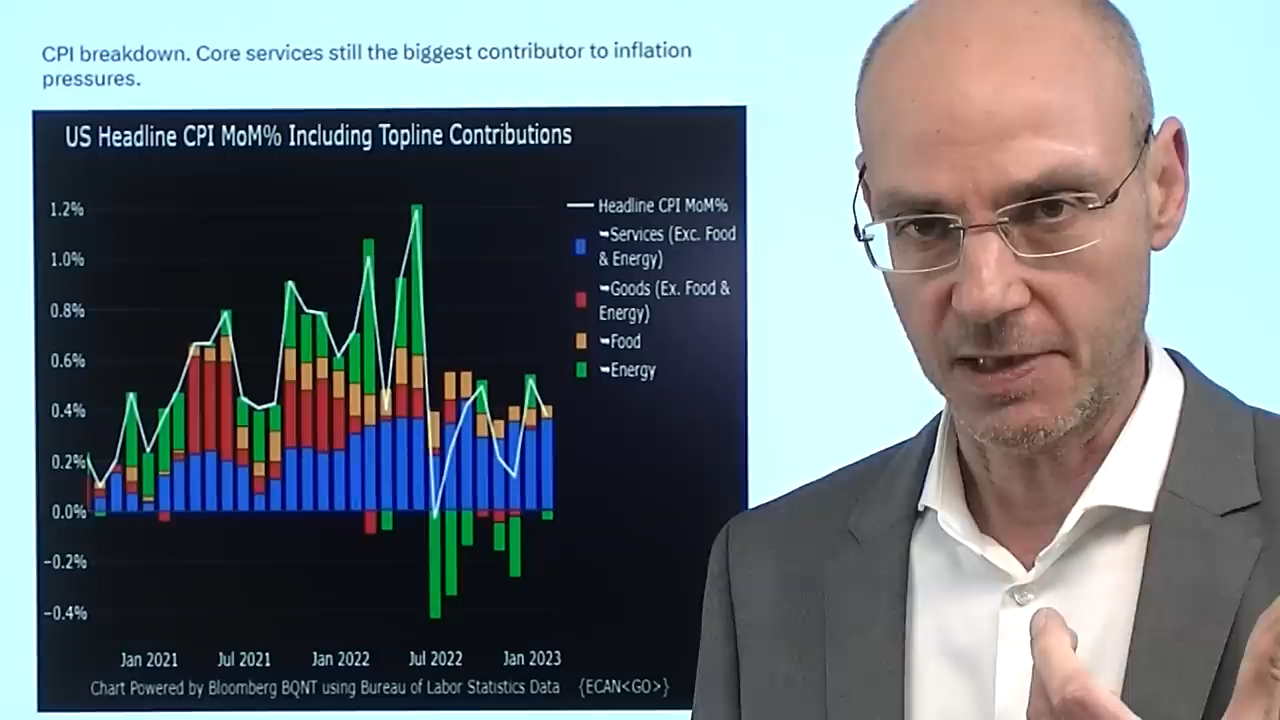 CPI breakdown. Core services still the biggest contributor to inflation
pressures.
US Headline CPI MoM% Including Topline Contributions
1.2%
1.0%
0.8%
0.6%
0.4%
0.2%
0.0%
-0.2%
-0.4%
Headline CPI MoM%
➥Services (Exc. Food
& Energy)
➥Goods (Ex. Food &
Energy)
➥Food
➥Energy
Jan 2021 Jul 2021 Jan 2022 Jul 2022 Jan 2023
Chart Powered by Bloomberg BQNT using Bureau of Labor Statistics Data {ECAN<GO>}